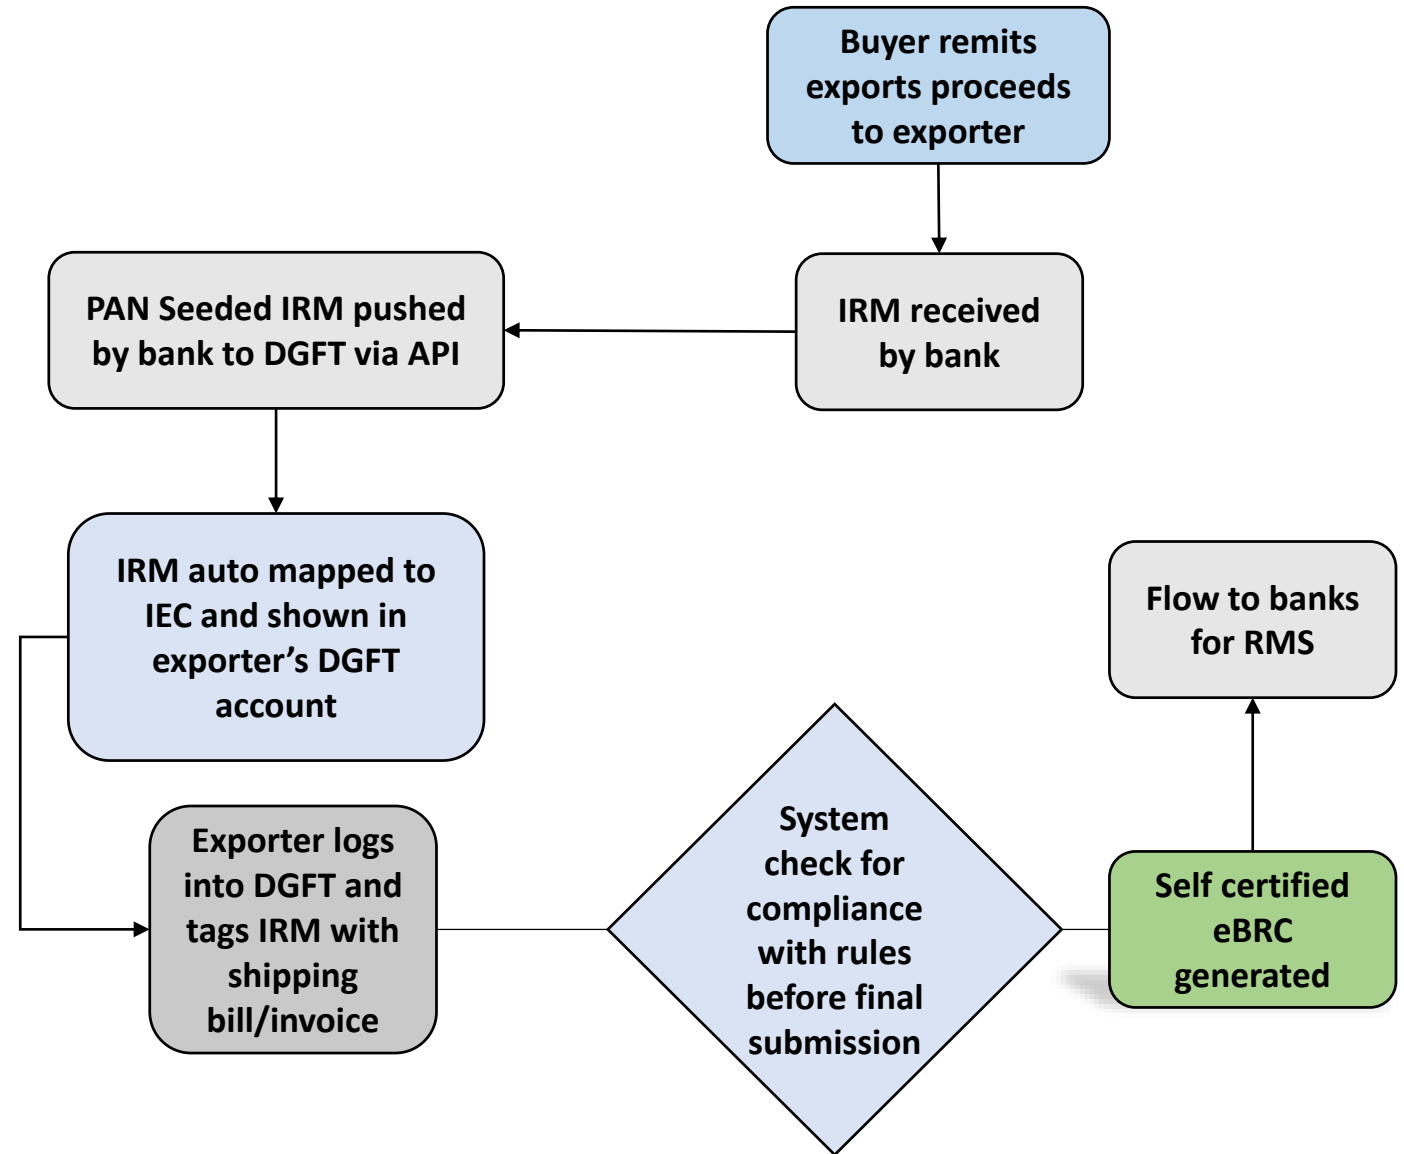 Buyer remits
exports proceeds
to exporter
IRM received
by bank
PAN Seeded IRM pushed
by bank to DGFT via API
IRM auto mapped to
IEC and shown in
exporter’s DGFT
account
Exporter logs
into DGFT and
tags IRM with
shipping
bill/invoice
System
check for
compliance
with rules
before final
submission
Self certified
eBRC
generated
Flow to banks
for RMS